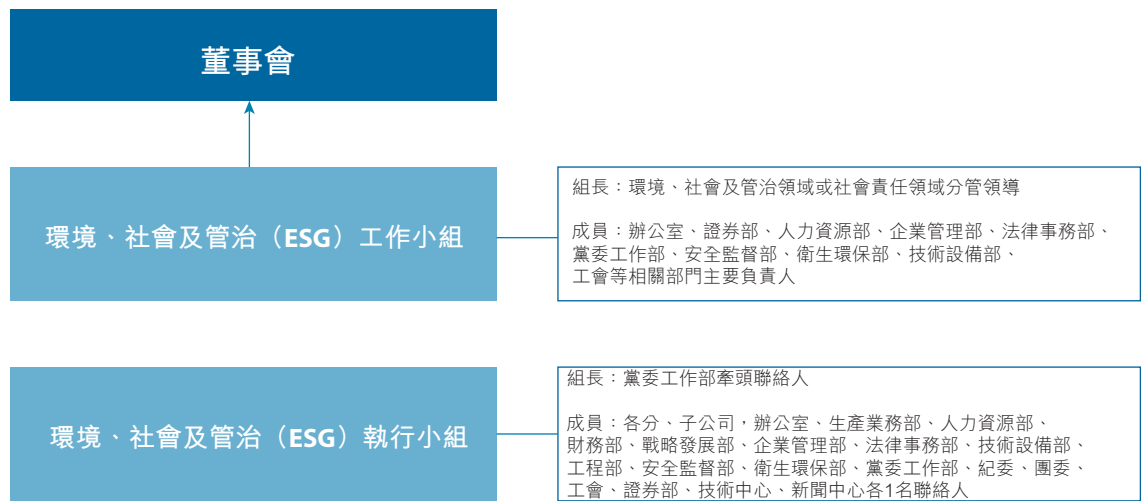 董事會
環境、社會及管治（ESG）工作小組
組長：環境、社會及管治領域或社會責任領域分管領導
成員：辦公室、證券部、人力資源部、企業管理部、法律事務部、
黨委工作部、安全監督部、衛生環保部、技術設備部、
工會等相關部門主要負責人
環境、社會及管治（ESG）執行小組
組長：黨委工作部牽頭聯絡人
成員：各分、子公司，辦公室、生產業務部、人力資源部、
財務部、戰略發展部、企業管理部、法律事務部、技術設備部、
工程部、安全監督部、衛生環保部、黨委工作部、紀委、團委、
工會、證券部、技術中心、新聞中心各1名聯絡人